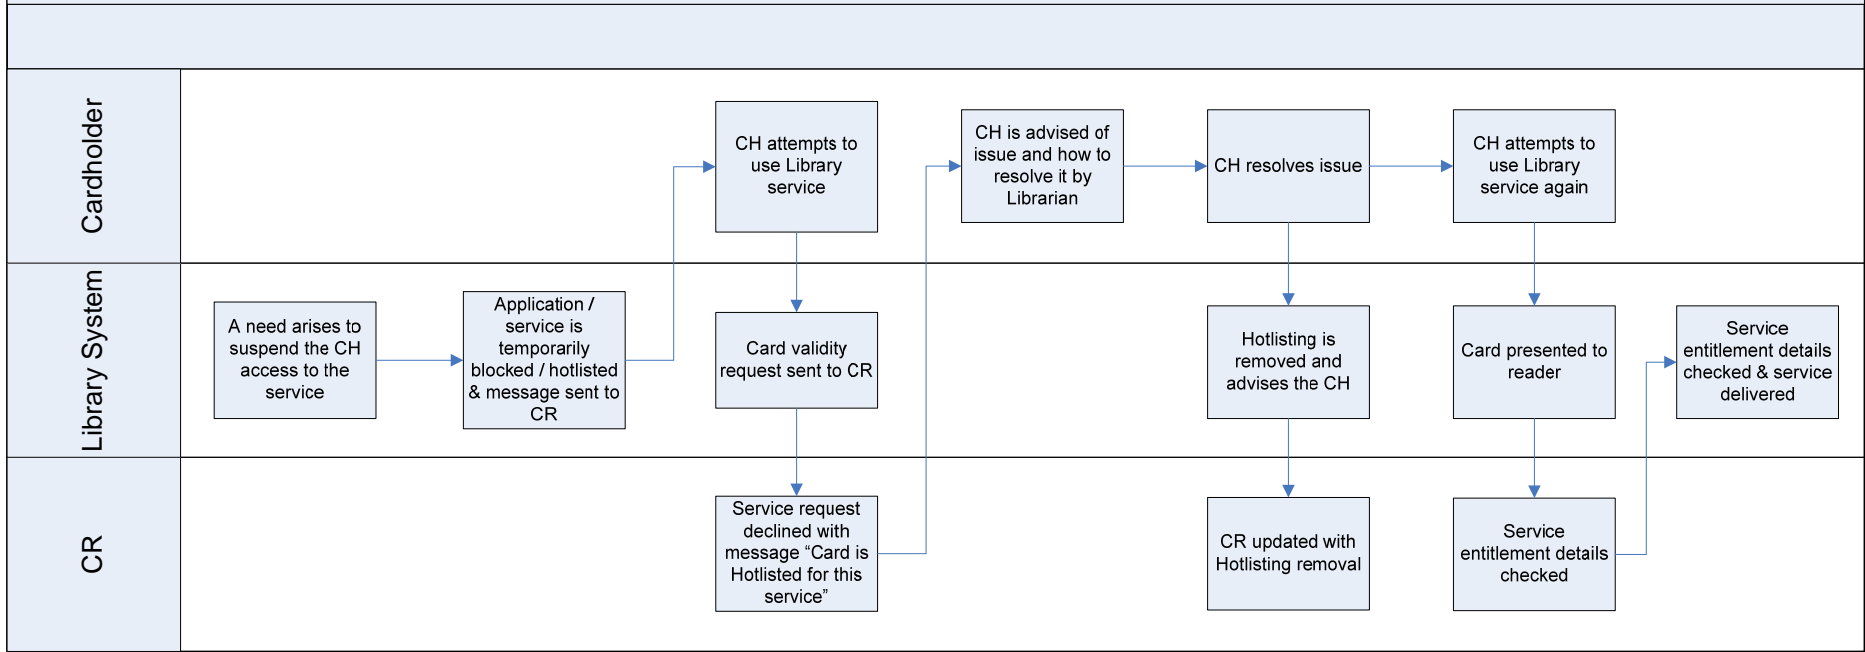 Cardholder
CH attempts to
use Library
service
CH is advised of
issue and how to
resolve it by
Librarian
CH resolves issue
CH attempts to
use Library
service again
Library System
A need arises to
suspend the CH
access to the
service
Application /
service is
temporarily
blocked / hotlisted
& message sent to
CR
Card validity
request sent to CR
Hotlisting is
removed and
advises the CH
Card presented to
reader
Service
entitlement details
checked & service
delivered
CR
Service request
declined with
message “Card is
Hotlisted for this
service”
CR updated with
Hotlisting removal
Service
entitlement details
checked